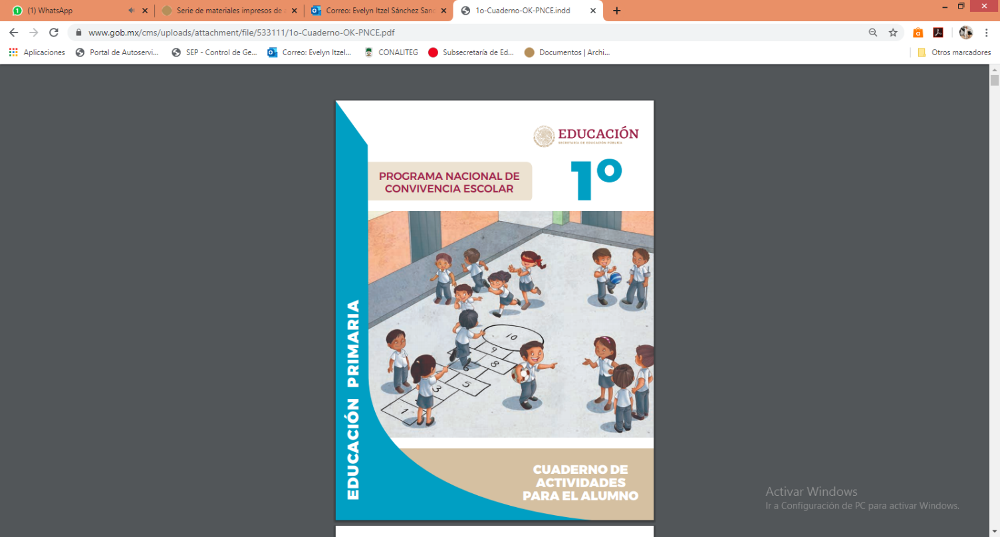 (1) WhatsApp
Serie de materiales impresos de a
Correo: Evelyn Itzel Sánchez Sanc
1o-Cuaderno-OK-PNCE.indd
www.gob.mx/cms/uploads/attachment/file/533111/1o-Cuaderno-OK-PNCE.pdf
Aplicaciones
Portal de Autoservi...
SEP - Control de Ge...
Correo: Evelyn Itzel...
CONALITEG
Subsecretaría de Ed...
Documentos | Archi...
Otros marcadores
EDUCACIÓN
SECRETARÍA DE EDUCACIÓN PÚBLICA
1º
PROGRAMA NACIONAL DE
CONVIVENCIA ESCOLAR
10
9
8
6
5
3
1
EDUCACIÓN PRIMARIA
CUADERNO DE
ACTIVIDADES
PARA EL ALUMNO
Activar Windows
Ir a Configuración de PC para activar Windows.